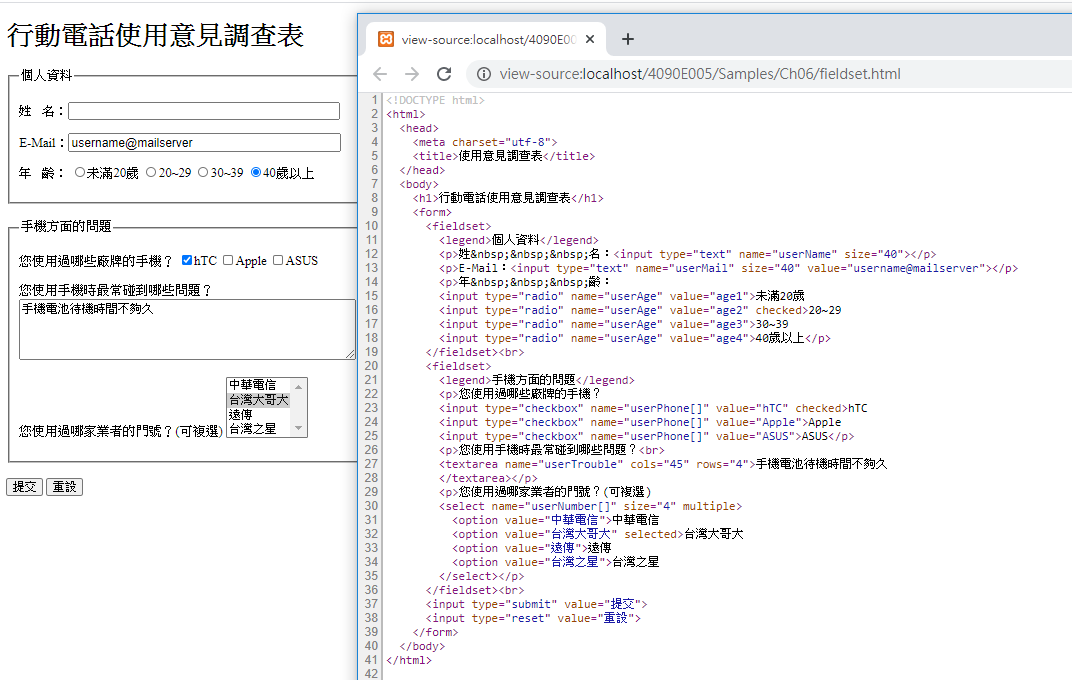 行動電話使用意見調查表
個人資料
姓 名：
E-Mail：username@mailserver
年 齡： 未滿20歲 20~29 30~39 40歲以上
手機方面的問題
您使用過哪些廠牌的手機？ hTC Apple ASUS
您使用手機時最常碰到哪些問題？
手機電池待機時間不夠久
中華電信
台灣大哥大
遠傳
台灣之星
您使用過哪家業者的門號？(可複選)
提交 重設
view-source:localhost/4090E00
view-source:localhost/4090E005/Samples/Ch06/fieldset.html
1 <!DOCTYPE html>
2 <html>
3 <head>
4 <meta charset="utf-8">
5 <title>使用意見調查表</title>
6 </head>
7 <body>
8 <h1>行動電話使用意見調查表</h1>
9 <form>
10 <fieldset>
11 <legend>個人資料</legend>
12 <p>姓&nbsp;&nbsp;&nbsp;名：<input type="text" name="userName" size="40"></p>
13 <p>E-Mail：<input type="text" name="userMail" size="40" value="username@mailserver"></p>
14 <p>年&nbsp;&nbsp;&nbsp;齡：
15 <input type="radio" name="userAge" value="age1">未滿20歲
16 <input type="radio" name="userAge" value="age2" checked>20~29
17 <input type="radio" name="userAge" value="age3">30~39
18 <input type="radio" name="userAge" value="age4">40歲以上</p>
19 </fieldset><br>
20 <fieldset>
21 <legend>手機方面的問題</legend>
22 <p>您使用過哪些廠牌的手機？
23 <input type="checkbox" name="userPhone[]" value="hTC" checked>hTC
24 <input type="checkbox" name="userPhone[]" value="Apple">Apple
25 <input type="checkbox" name="userPhone[]" value="ASUS">ASUS</p>
26 <p>您使用手機時最常碰到哪些問題？<br>
27 <textarea name="userTrouble" cols="45" rows="4">手機電池待機時間不夠久
28 </textarea></p>
29 <p>您使用過哪家業者的門號？(可複選)
30 <select name="userNumber[]" size="4" multiple>
31 <option value="中華電信">中華電信
32 <option value="台灣大哥大" selected>台灣大哥大
33 <option value="遠傳">遠傳
34 <option value="台灣之星">台灣之星
35 </select></p>
36 </fieldset><br>
37 <input type="submit" value="提交">
38 <input type="reset" value="重設">
39 </form>
40 </body>
41 </html>
42